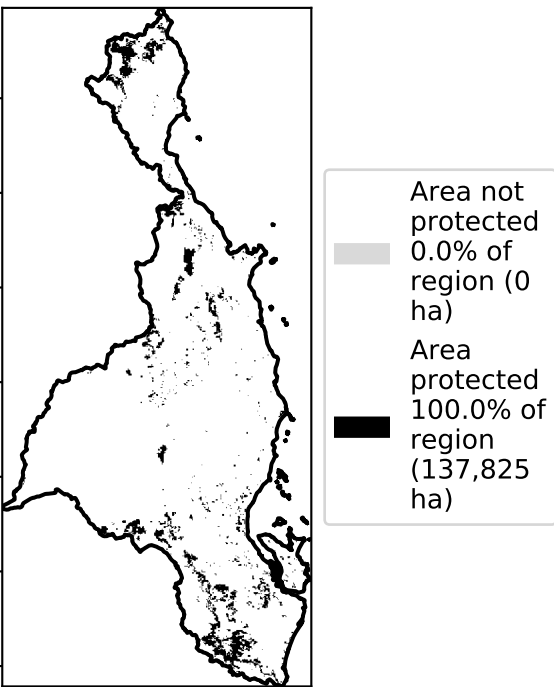 Area not
protected
0.0% of
region (0
ha)
Area
protected
100.0% of
region
(137,825
ha)